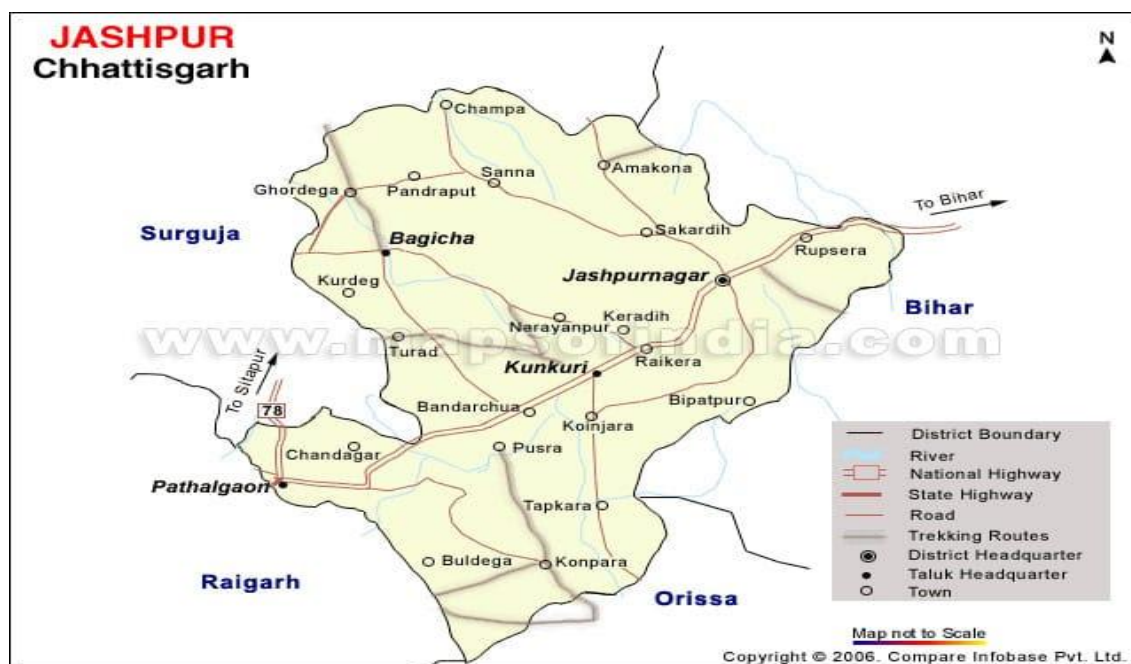 JASHPUR
Chhattisgarh
N
Champa
Amakona
Sanna
Pandraput
Ghordega
To Bihar
Surguja
Bagicha
Sakardih
Rupsera
Jashpurnagar
Kurdeg
Bihar
Narayanpur
Keradih
www.mapsofindia.com
Turad
Raikera
Kunkuri
To Sitapur
78
Bandarchua
Bipatpur
Koinjara
Chandagar
Pusra
Pathalgaon
Tapkara
Buldega
Konpara
Raigarh
Orissa
District Boundary
River
National Highway
State Highway
Road
Trekking Routes
District Headquarter
Taluk Headquarter
Town
Map not to Scale
Copyright © 2006. Compare Infobase Pvt. Ltd.